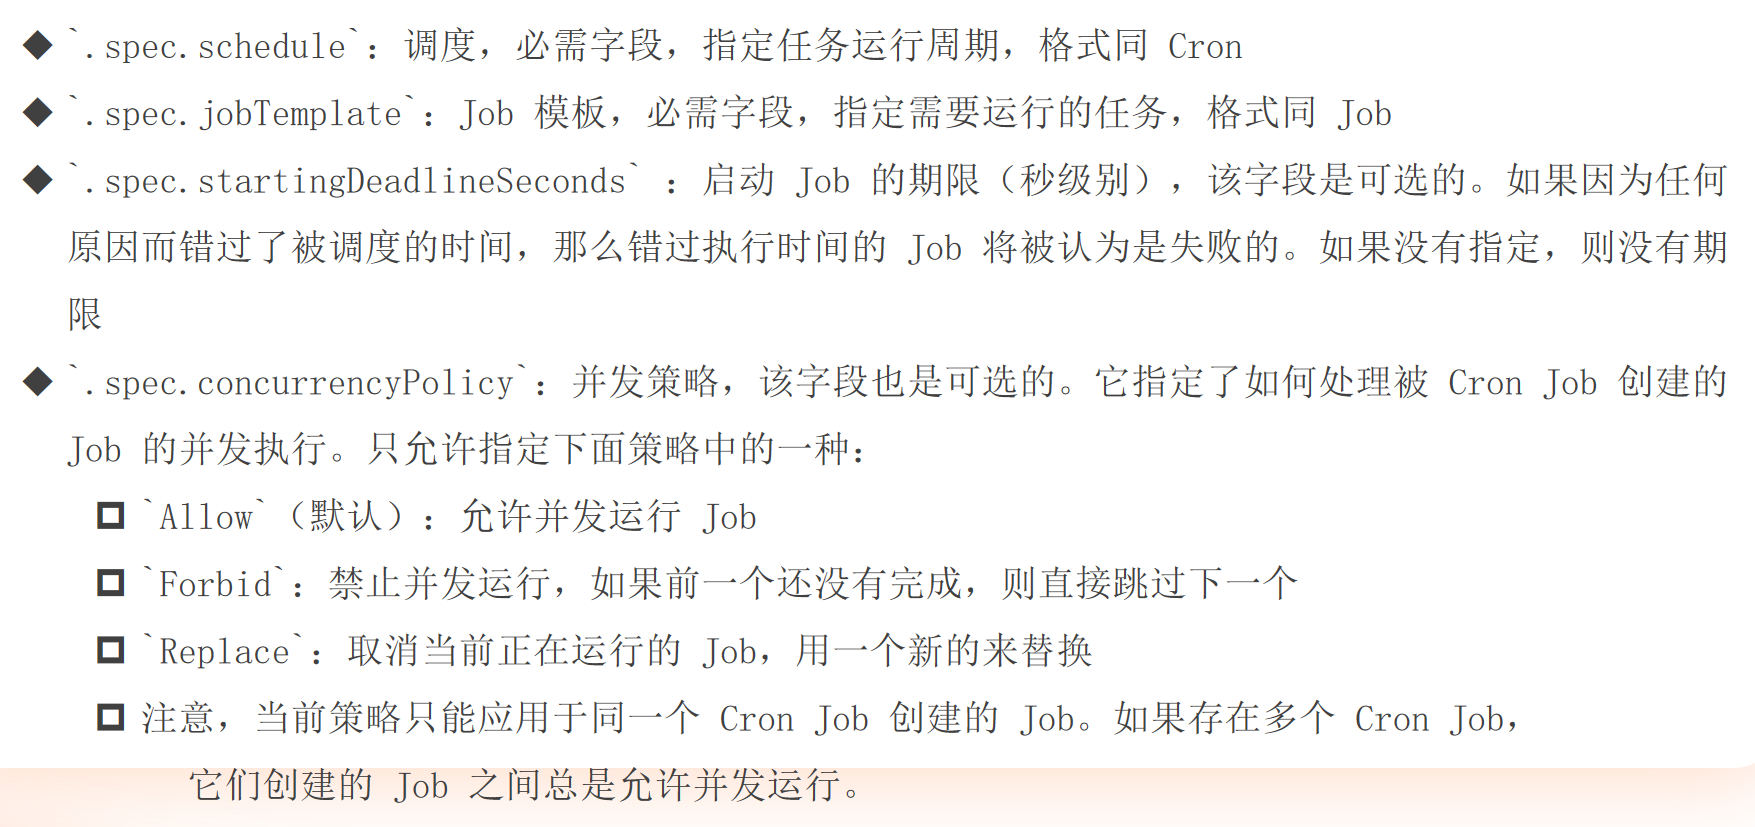 ◆ `.spec.schedule`：调度，必需字段，指定任务运行周期，格式同 Cron
◆ `.spec.jobTemplate`：Job 模板，必需字段，指定需要运行的任务，格式同 Job
◆ `.spec.startingDeadlineSeconds` ：启动 Job 的期限（秒级别），该字段是可选的。如果因为任何
原因而错过了被调度的时间，那么错过执行时间的 Job 将被认为是失败的。如果没有指定，则没有期
限
◆ `.spec.concurrencyPolicy`：并发策略，该字段也是可选的。它指定了如何处理被 Cron Job 创建的
Job 的并发执行。只允许指定下面策略中的一种：
`Allow`（默认）：允许并发运行 Job
`Forbid`：禁止并发运行，如果前一个还没有完成，则直接跳过下一个
`Replace`：取消当前正在运行的 Job，用一个新的来替换
注意，当前策略只能应用于同一个 Cron Job 创建的 Job。如果存在多个 Cron Job，
它们创建的 Job 之间总是允许并发运行。